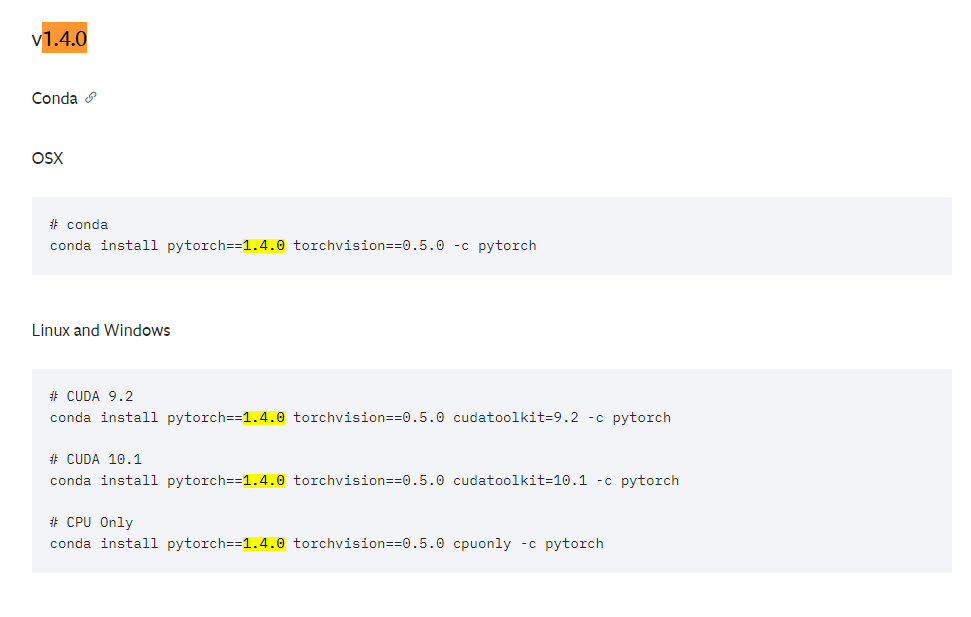 v1.4.0
Conda
OSX
# conda
conda install pytorch==1.4.0 torchvision==0.5.0 -c pytorch
Linux and Windows
# CUDA 9.2
conda install pytorch==1.4.0 torchvision==0.5.0 cudatoolkit=9.2 -c pytorch
# CUDA 10.1
conda install pytorch==1.4.0 torchvision==0.5.0 cudatoolkit=10.1 -c pytorch
# CPU Only
conda install pytorch==1.4.0 torchvision==0.5.0 cpuonly -c pytorch